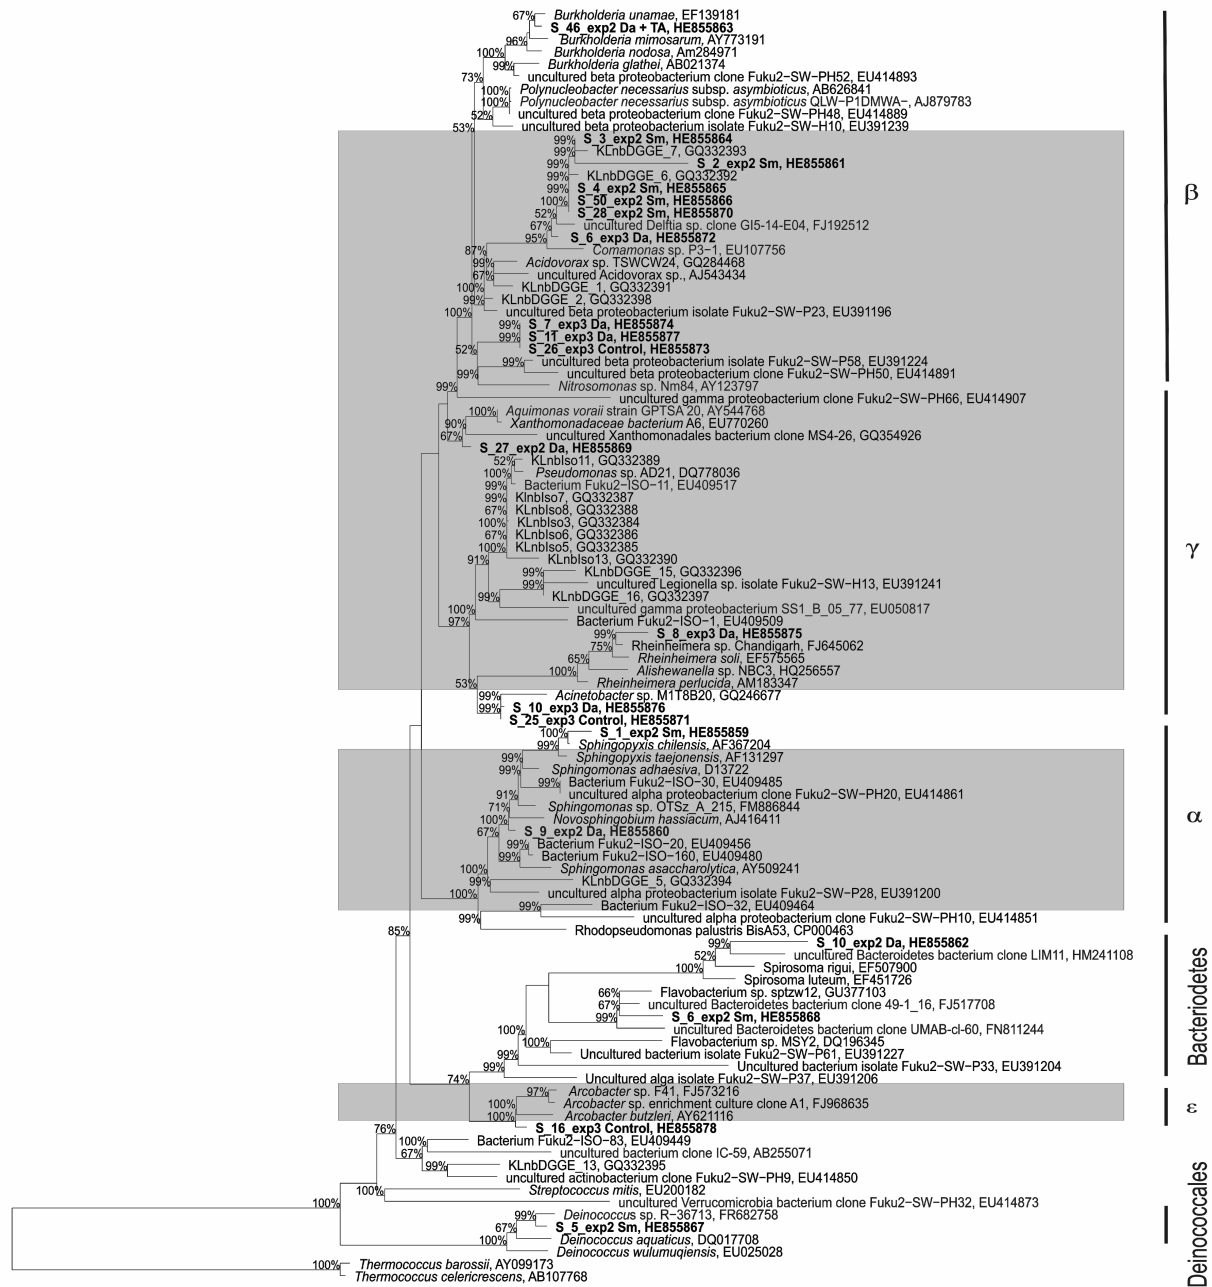 67% Burkholderia unamae, EF139181
S_46_exp2 Da + TA, HE855863
96% Burkholderia mimosarum, AY773191
100% Burkholderia nodosa, Am284971
99% Burkholderia glathei, AB021374
73% uncultured beta proteobacterium clone Fuku2−SW−PH52, EU414893
100% Polynucleobacter necessarius subsp. asymbioticus, AB626841
100% Polynucleobacter necessarius subsp. asymbioticus QLW−P1DMWA−, AJ879783
52% uncultured beta proteobacterium clone Fuku2−SW−PH48, EU414889
53% uncultured beta proteobacterium isolate Fuku2−SW−H10, EU391239
99% S_3_exp2 Sm, HE855864
99% KLnbDGGE_7, GQ332393
99% S_2_exp2 Sm, HE855861
99% KLnbDGGE_6, GQ332392
99% S_4_exp2 Sm, HE855865
100% S_50_exp2 Sm, HE855866
52% S_28_exp2 Sm, HE855870
67% uncultured Delftia sp. clone GI5-14-E04, FJ192512
95% S_6_exp3 Da, HE855872
87% Comamonas sp. P3−1, EU107756
99% Acidovorax sp. TSWCW24, GQ284468
67% uncultured Acidovorax sp., AJ543434
100% KLnbDGGE_1, GQ332391
99% KLnbDGGE_2, GQ332398
100% uncultured beta proteobacterium isolate Fuku2−SW−P23, EU391196
99% S_7_exp3 Da, HE855874
99% S_11_exp3 Da, HE855877
52% S_26_exp3 Control, HE855873
99% uncultured beta proteobacterium isolate Fuku2−SW−P58, EU391224
99% uncultured beta proteobacterium clone Fuku2−SW−PH50, EU414891
99% Nitrosomonas sp. Nm84, AY123797
β
uncultured gamma proteobacterium clone Fuku2−SW−PH66, EU414907
100% Aquimonas voraii strain GPTSA 20, AY544768
90% Xanthomonadaceae bacterium A6, EU770260
67% uncultured Xanthomonadales bacterium clone MS4-26, GQ354926
S_27_exp2 Da, HE855869
52% KLnbIso11, GQ332389
100% Pseudomonas sp. AD21, DQ778036
99% Bacterium Fuku2−ISO−11, EU409517
99% KlnbIso7, GQ332387
67% KLnbIso8, GQ332388
100% KLnbIso3, GQ332384
67% KLnbIso6, GQ332386
100% KLnbIso5, GQ332385
91% KLnbIso13, GQ332390
99% KLnbDGGE_15, GQ332396
99% uncultured Legionella sp. isolate Fuku2−SW−H13, EU391241
99% KLnbDGGE_16, GQ332397
100% uncultured gamma proteobacterium SS1_B_05_77, EU050817
97% Bacterium Fuku2−ISO−1, EU409509
99% S_8_exp3 Da, HE855875
75% Rheinheimera sp. Chandigarh, FJ645062
65% Rheinheimera soli, EF575565
100% Alishewanella sp. NBC3, HQ256557
53% Rheinheimera perlucida, AM183347
99% Acinetobacter sp. M1T8B20, GQ246677
99% S_10_exp3 Da, HE855876
S_25_exp3 Control, HE855871
γ
100% S_1_exp2 Sm, HE855859
99% Sphingopyxis chilensis, AF367204
99% Sphingopyxis taejonensis, AF131297
99% Sphingomonas adhaesiva, D13722
99% Bacterium Fuku2−ISO−30, EU409485
91% uncultured alpha proteobacterium clone Fuku2−SW−PH20, EU414861
71% Sphingomonas sp. OTSz_A_215, FM886844
100% Novosphingobium hassiacum, AJ416411
67% S_9_exp2 Da, HE855860
99% Bacterium Fuku2−ISO−20, EU409456
99% Bacterium Fuku2−ISO−160, EU409480
100% Sphingomonas asaccharolytica, AY509241
99% KLnbDGGE_5, GQ332394
100% uncultured alpha proteobacterium isolate Fuku2−SW−P28, EU391200
99% Bacterium Fuku2−ISO−32, EU409464
99% uncultured alpha proteobacterium clone Fuku2−SW−PH10, EU414851
85% Rhodopseudomonas palustris BisA53, CP000463
α
99% S_10_exp2 Da, HE855862
52% uncultured Bacteroidetes bacterium clone LIM11, HM241108
100% Spirosoma rigui, EF507900
Spirosoma luteum, EF451726
66% Flavobacterium sp. sptzw12, GU377103
67% uncultured Bacteroidetes bacterium clone 49-1_16, FJ517708
99% S_6_exp2 Sm, HE855868
100% uncultured Bacteroidetes bacterium clone UMAB-cl-60, FN811244
100% Flavobacterium sp. MSY2, DQ196345
99% Uncultured bacterium isolate Fuku2−SW−P61, EU391227
99% Uncultured bacterium isolate Fuku2−SW−P33, EU391204
74% Uncultured alga isolate Fuku2−SW−P37, EU391206
Bacteriodetes
97% Arcobacter sp. F41, FJ573216
100% Arcobacter sp. enrichment culture clone A1, FJ968635
100% Arcobacter butzleri, AY621116
76% S_16_exp3 Control, HE855878
ε
100% Bacterium Fuku2−ISO−83, EU409449
67% uncultured bacterium clone IC−59, AB255071
99% KLnbDGGE_13, GQ332395
uncultured actinobacterium clone Fuku2−SW−PH9, EU414850
100% Streptococcus mitis, EU200182
100% uncultured Verrucomicrobia bacterium clone Fuku2−SW−PH32, EU414873
99% Deinococcus sp. R−36713, FR682758
67% S_5_exp2 Sm, HE855867
100% Deinococcus aquaticus, DQ017708
Deinococcus wulumuqiensis, EU025028
Deinococcales
100% Thermococcus barossii, AY099173
Thermococcus celericrescens, AB107768